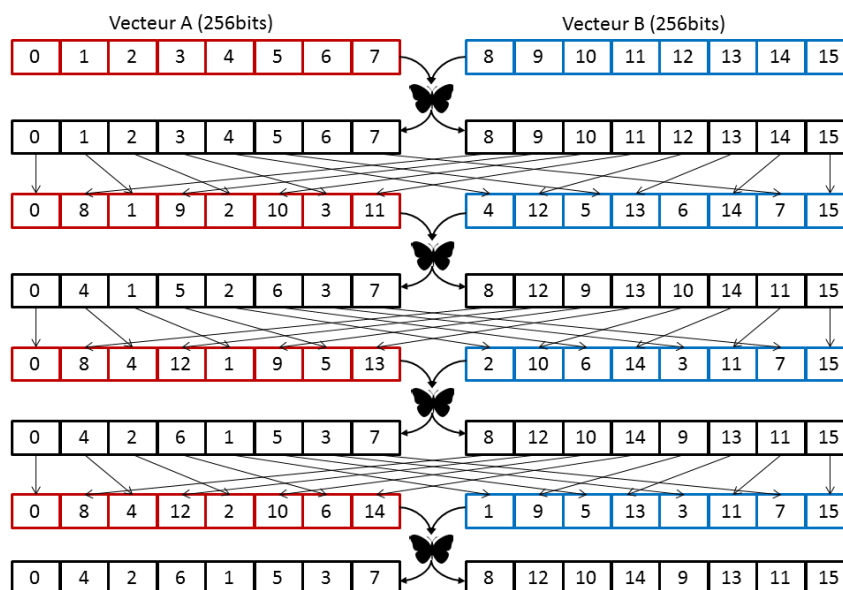 Vecteur A (256bits) Vecteur B (256bits)
0 1 2 3 4 5 6 7 8 9 10 11 12 13 14 15
0 1 2 3 4 5 6 7 8 9 10 11 12 13 14 15
0 8 1 9 2 10 3 11 4 12 5 13 6 14 7 15
0 4 1 5 2 6 3 7 8 12 9 13 10 14 11 15
0 8 4 12 1 9 5 13 2 10 6 14 3 11 7 15
0 4 2 6 1 5 3 7 8 12 10 14 9 13 11 15
0 8 4 12 2 10 6 14 1 9 5 13 3 11 7 15
0 4 2 6 1 5 3 7 8 12 10 14 9 13 11 15